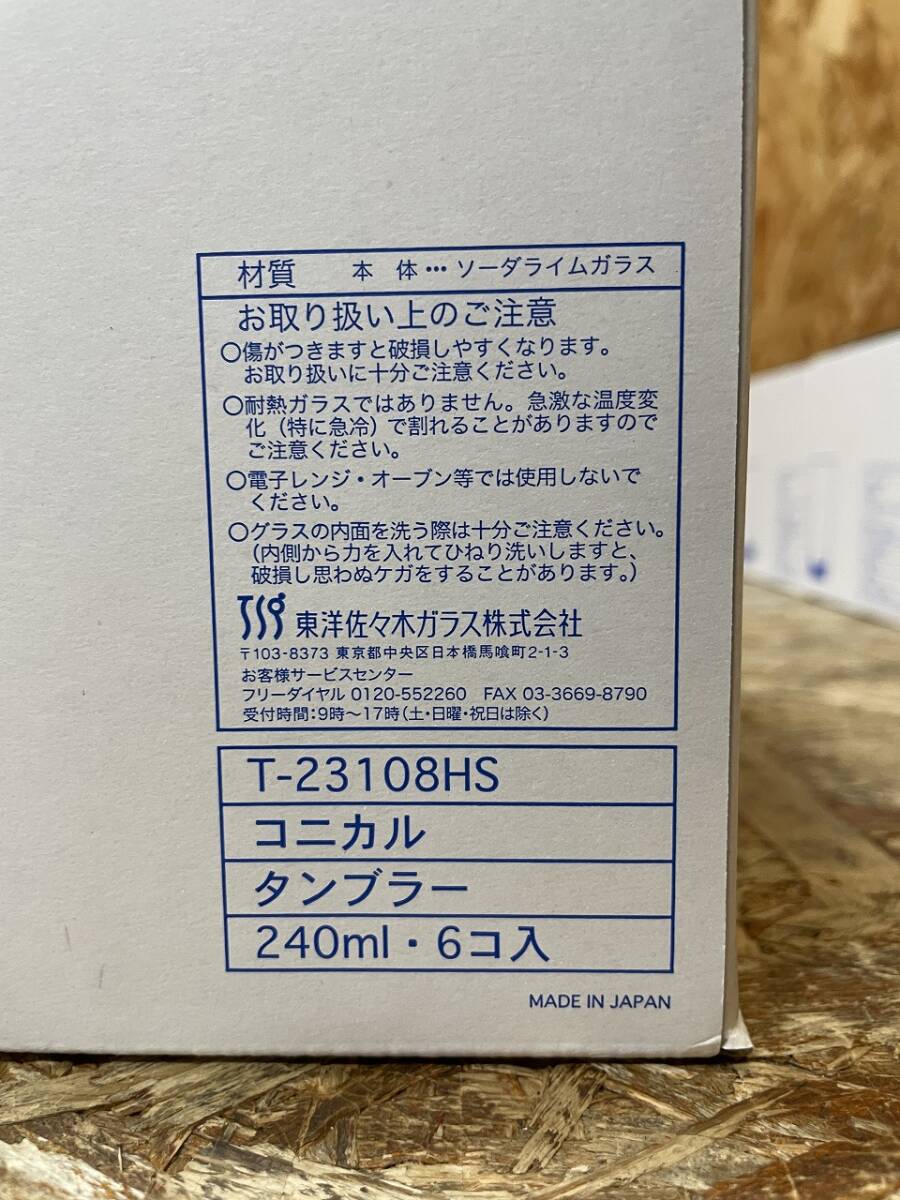 材質　本　体…ソーダライムガラス
お取り扱い上のご注意
○傷がつきますと破損しやすくなります。
お取り扱いに十分ご注意ください。
○耐熱ガラスではありません。急激な温度変
化（特に急冷）で割れることがありますので
ご注意ください。
○電子レンジ・オーブン等では使用しないで
ください。
○グラスの内面を洗う際は十分ご注意ください。
（内側から力を入れてひねり洗いしますと、
破損し思わぬケガをすることがあります。）
TSG 東洋佐々木ガラス株式会社
〒103-8373 東京都中央区日本橋馬喰町2-1-3
お客様サービスセンター
フリーダイヤル 0120-552260　FAX 03-3669-8790
受付時間：9時〜17時（土・日曜・祝日は除く）
T-23108HS
コニカル
タンブラー
240ml・6コ入
MADE IN JAPAN